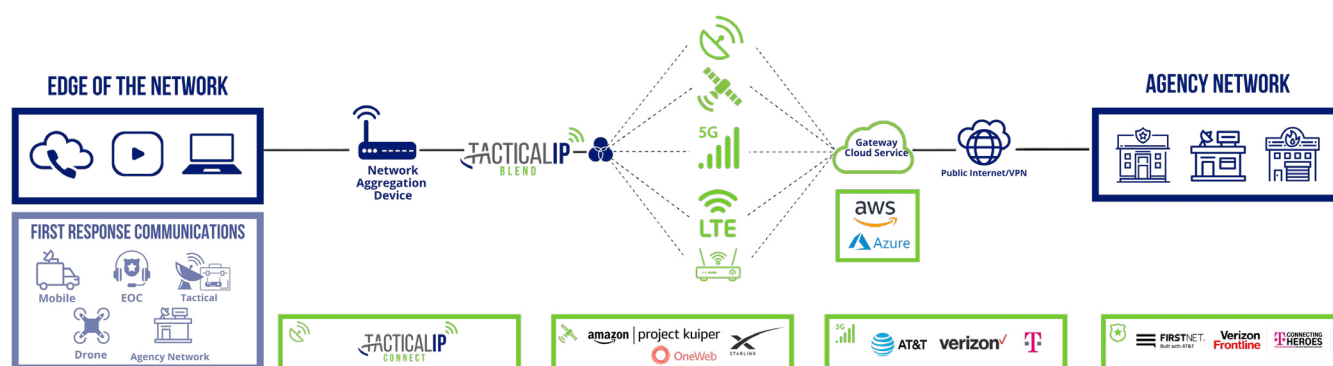 EDGE OF THE NETWORK
Network
Aggregation
Device
TACTICALIP
BLEND
5G
LTE
Gateway
Cloud Service
aws
Azure
Public Internet/VPN
AGENCY NETWORK
FIRST RESPONSE COMMUNICATIONS
Mobile
EOC
Tactical
Drone
Agency Network
TACTICALIP
CONNECT
amazon | project kuiper
STARLINK
OneWeb
5G
AT&T
verizon
T
FIRSTNET.
Built with AT&T
Verizon
Frontline
T CONNECTING
HEROES